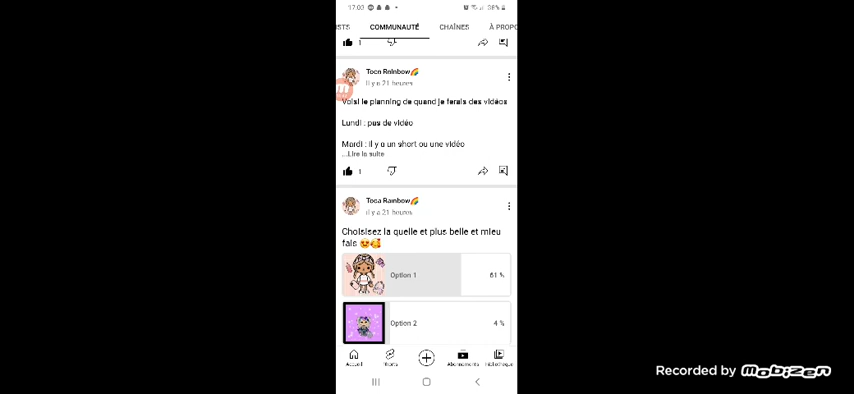 17:03
38%
ISTS COMMUNAUTÉ CHAÎNES À PROPO
1
Toca Rainbow🌈
Il y a 21 heures
Voisi le planning de quand je ferais des vidéos
Lundi : pas de vidéo
Mardi : il y a un short ou une vidéo
...Lire la suite
1
Toca Rainbow🌈
Il y a 21 heures
Choisisez la quelle et plus belle et mieu
fais 😍🥰
Option 1 61 %
Option 2 4 %
Accueil Shorts Abonnements Bibliothèque
Recorded by Mobizen